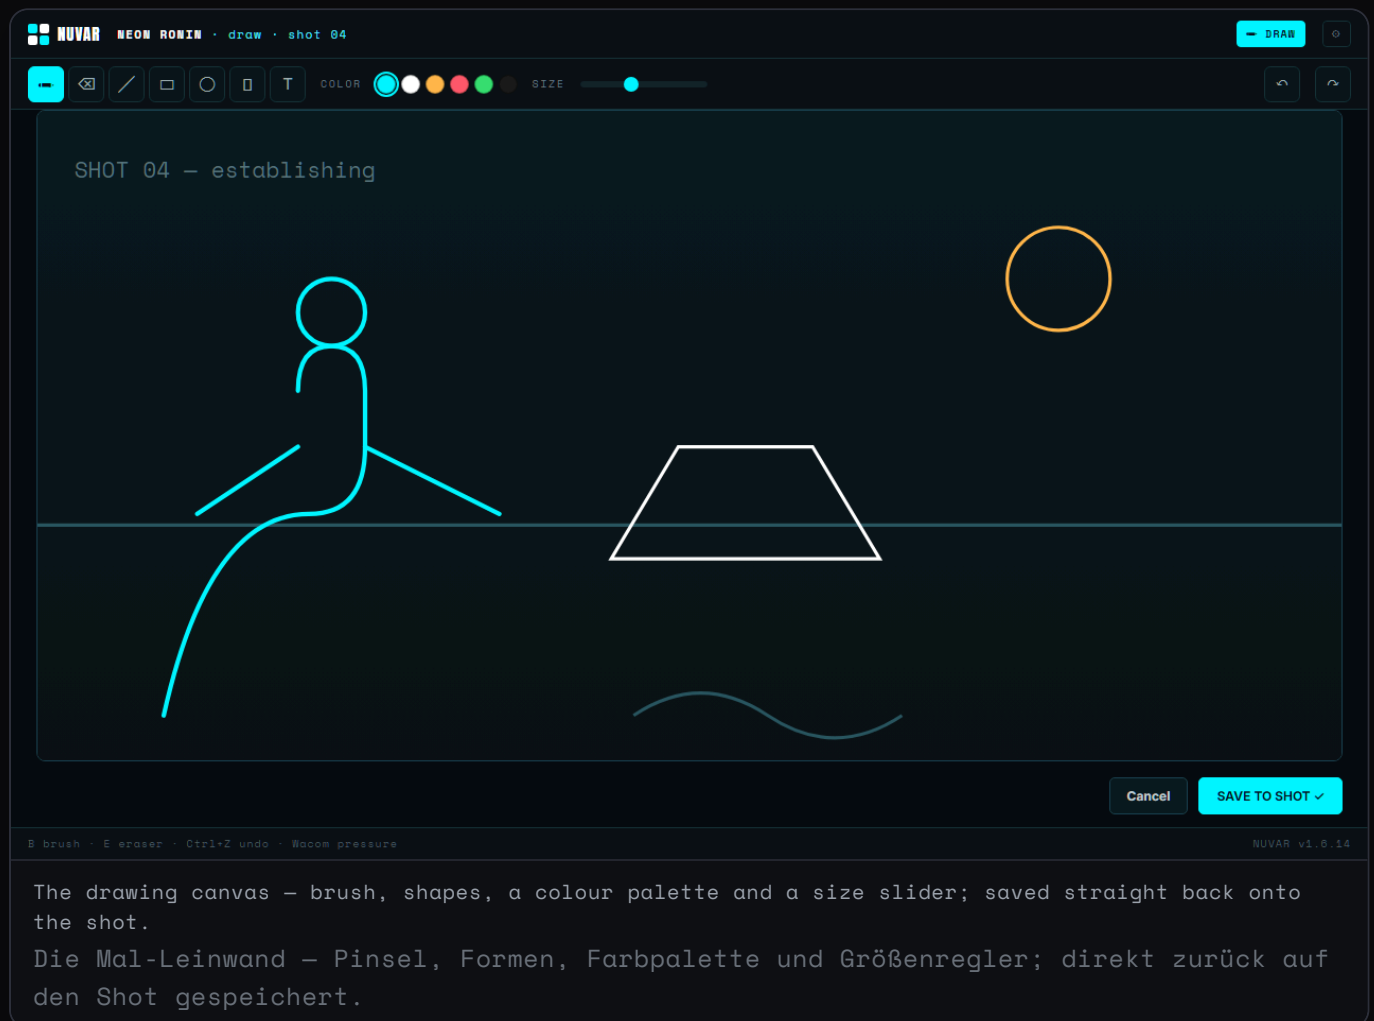 NUVAR NEON RONIN · draw · shot 04
DRAW
T COLOR SIZE
SHOT 04 — establishing
Cancel SAVE TO SHOT ✓
B brush · E eraser · Ctrl+Z undo · Wacom pressure
NUVAR v1.6.14
The drawing canvas — brush, shapes, a colour palette and a size slider; saved straight back onto
the shot.
Die Mal-Leinwand — Pinsel, Formen, Farbpalette und Größenregler; direkt zurück auf
den Shot gespeichert.